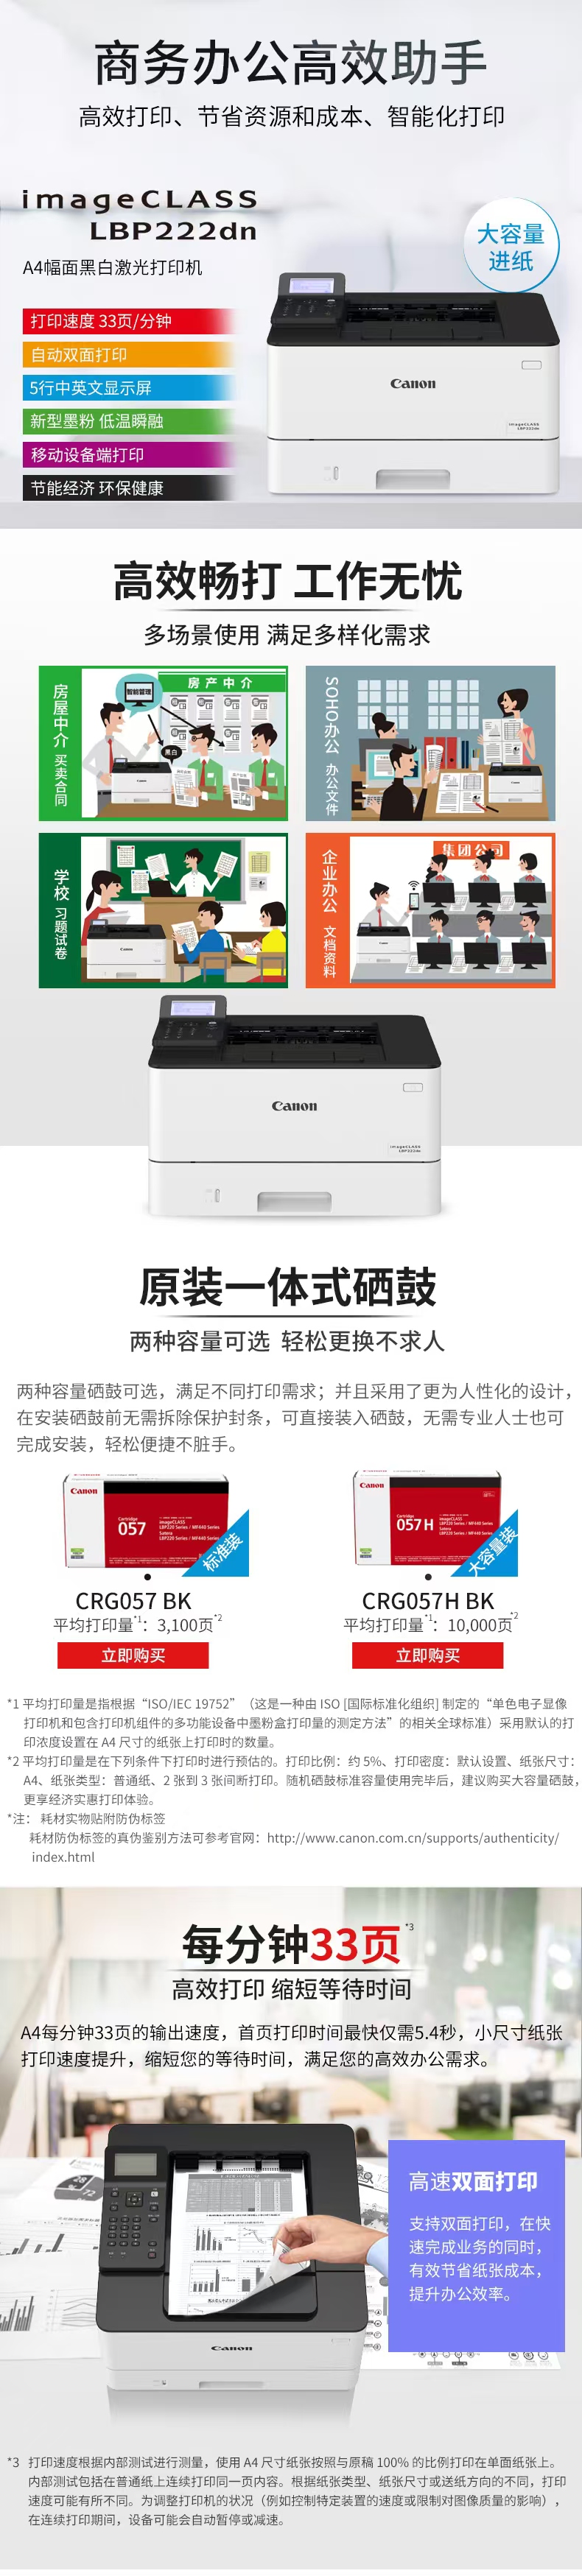 商务办公高效助手
高效打印、节省资源和成本、智能化打印
imageCLASS
LBP222dn
A4幅面黑白激光打印机
大容量
进纸
打印速度 33页/分钟
自动双面打印
5行中英文显示屏
新型墨粉 低温瞬融
移动设备端打印
节能经济 环保健康
Canon
imageCLASS
LBP222dn
高效畅打 工作无忧
多场景使用 满足多样化需求
房屋中介 买卖合同
智能管理
房产中介
黑白
SOHO办公 办公文件
学校 习题试卷
企业办公 文档资料
集团公司
Canon
imageCLASS
LBP222dn
原装一体式硒鼓
两种容量可选 轻松更换不求人
两种容量硒鼓可选，满足不同打印需求；并且采用了更为人性化的设计，
在安装硒鼓前无需拆除保护封条，可直接装入硒鼓，无需专业人士也可
完成安装，轻松便捷不脏手。
Canon
Cartridge
057
imageCLASS
LBP220 Series / MF440 Series
Satera
LBP220 Series / MF440 Series
标准装
Canon
Cartridge
057 H
imageCLASS
LBP220 Series / MF440 Series
Satera
大容量装
CRG057 BK
平均打印量*1：3,100页*2
立即购买
CRG057H BK
平均打印量*1：10,000页*2
立即购买
*1 平均打印量是指根据“ISO/IEC 19752”（这是一种由 ISO [国际标准化组织] 制定的“单色电子显像
打印机和包含打印机组件的多功能设备中墨粉盒打印量的测定方法”的相关全球标准）采用默认的打
印浓度设置在 A4 尺寸的纸张上打印时的数量。
*2 平均打印量是在下列条件下打印时进行预估的。打印比例：约 5%、打印密度：默认设置、纸张尺寸：
A4、纸张类型：普通纸、2 张到 3 张间断打印。随机硒鼓标准容量使用完毕后，建议购买大容量硒鼓，
更享经济实惠打印体验。
*注： 耗材实物贴附防伪标签
耗材防伪标签的真伪鉴别方法可参考官网：http://www.canon.com.cn/supports/authenticity/
index.html
每分钟33页*3
高效打印 缩短等待时间
A4每分钟33页的输出速度，首页打印时间最快仅需5.4秒，小尺寸纸张
打印速度提升，缩短您的等待时间，满足您的高效办公需求。
高速双面打印
支持双面打印，在快
速完成业务的同时，
有效节省纸张成本，
提升办公效率。
Canon
*3 打印速度根据内部测试进行测量，使用 A4 尺寸纸张按照与原稿 100% 的比例打印在单面纸张上。
内部测试包括在普通纸上连续打印同一页内容。根据纸张类型、纸张尺寸或送纸方向的不同，打印
速度可能有所不同。为调整打印机的状况（例如控制特定装置的速度或限制对图像质量的影响），
在连续打印期间，设备可能会自动暂停或减速。